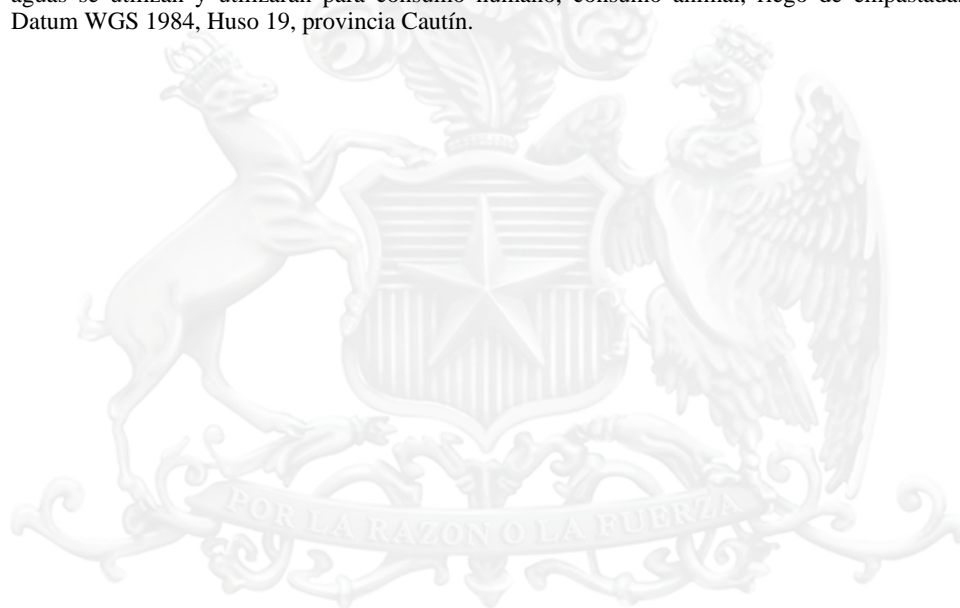 aguas se utilizan y utilizarán para consumo humano, consumo animal, riego de empastadas
Datum WGS 1984, Huso 19, provincia Cautín.
POR LA RAZON O LA FUERZA